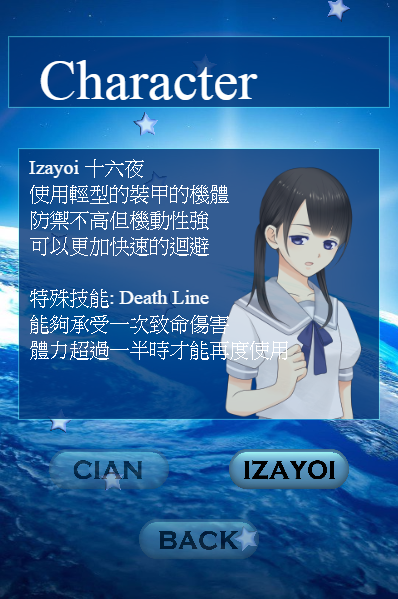 Character
Izayoi 十六夜
使用輕型的裝甲的機體
防禦不高但機動性強
可以更加快速的迴避
特殊技能: Death Line
能夠承受一次致命傷害
體力超過一半時才能再度使用
CIAN
IZAYOI
BACK